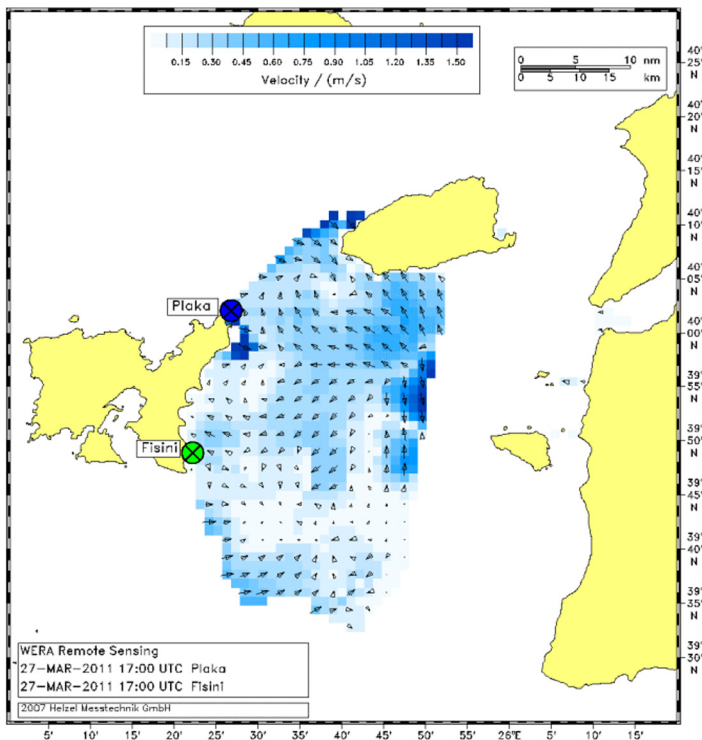 0.15 0.30 0.45 0.60 0.75 0.90 1.05 1.20 1.35 1.50
Velocity / (m/s)
0 5 10 nm
0 5 10 15 km
40°
25'
N
40°
20'
N
40°
15'
N
40°
10'
N
40°
05'
N
40°
00'
N
39°
55'
N
39°
50'
N
39°
45'
N
39°
40'
N
39°
35'
N
39°
30'
N
Plaka
Fisini
WERA Remote Sensing
27-MAR-2011 17:00 UTC Plaka
27-MAR-2011 17:00 UTC Fisini
2007 Helzel Messtechnik GmbH
5' 10' 15' 20' 25' 30' 35' 40' 45' 50' 55' 26°E 5' 10' 15'